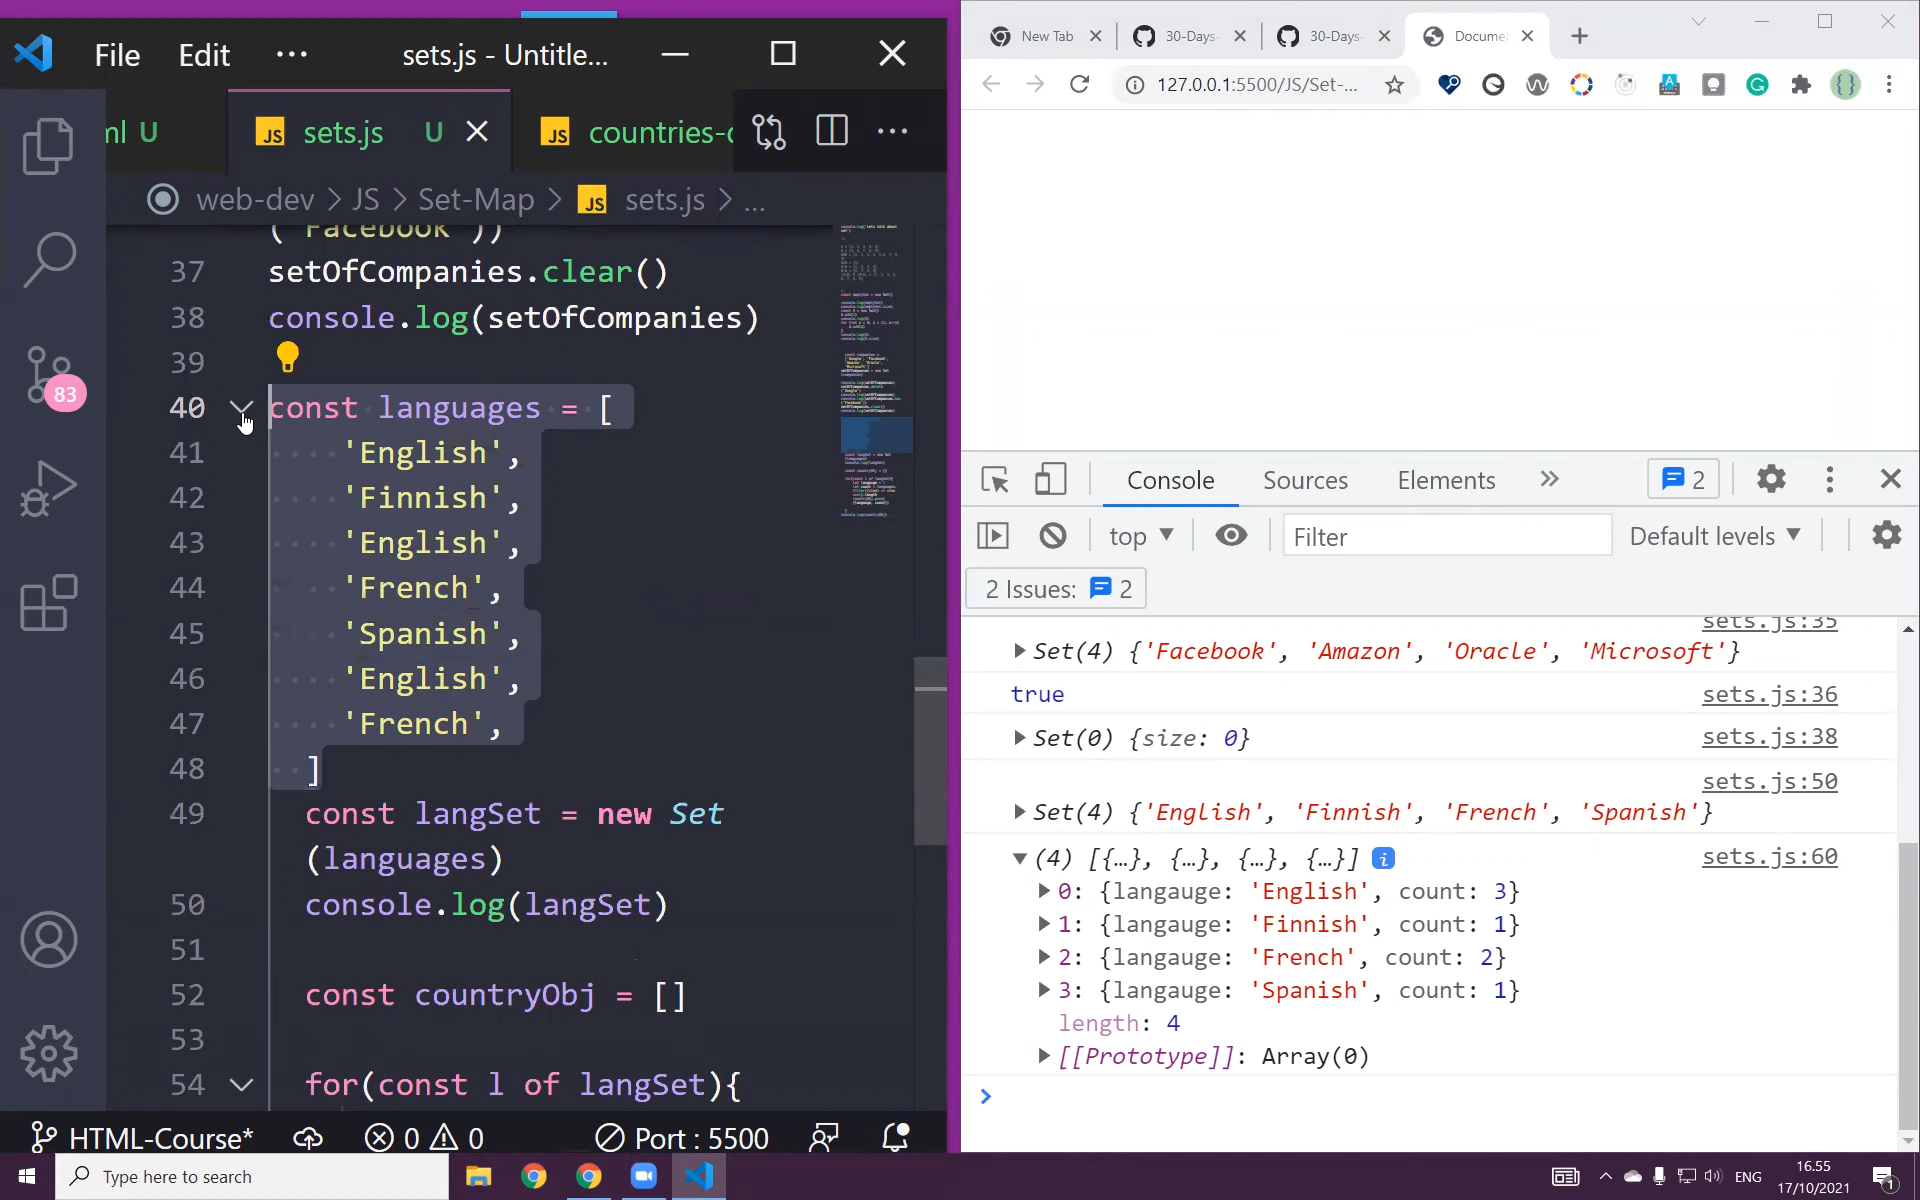 File Edit ··· sets.js - Untitle...
ml U JS sets.js U JS countries-
web-dev > JS > Set-Map > JS sets.js > ...
("Facebook"))
37 setOfCompanies.clear()
38 console.log(setOfCompanies)
39
40 const languages = [
41 'English',
42 'Finnish',
43 'English',
44 'French',
45 'Spanish',
46 'English',
47 'French',
48 ]
49 const langSet = new Set
(languages)
50 console.log(langSet)
51
52 const countryObj = []
53
54 for(const l of langSet){
83
HTML-Course* 0 0 Port : 5500
New Tab 30-Days- 30-Days- Docume
127.0.0.1:5500/JS/Set-...
Console Sources Elements 2
top Filter Default levels
2 Issues: 2
sets.js:35
Set(4) {'Facebook', 'Amazon', 'Oracle', 'Microsoft'}
true sets.js:36
Set(0) {size: 0} sets.js:38
sets.js:50
Set(4) {'English', 'Finnish', 'French', 'Spanish'}
(4) [{…}, {…}, {…}, {…}] i sets.js:60
0: {langauge: 'English', count: 3}
1: {langauge: 'Finnish', count: 1}
2: {langauge: 'French', count: 2}
3: {langauge: 'Spanish', count: 1}
length: 4
[[Prototype]]: Array(0)
Type here to search
ENG
16.55
17/10/2021
1